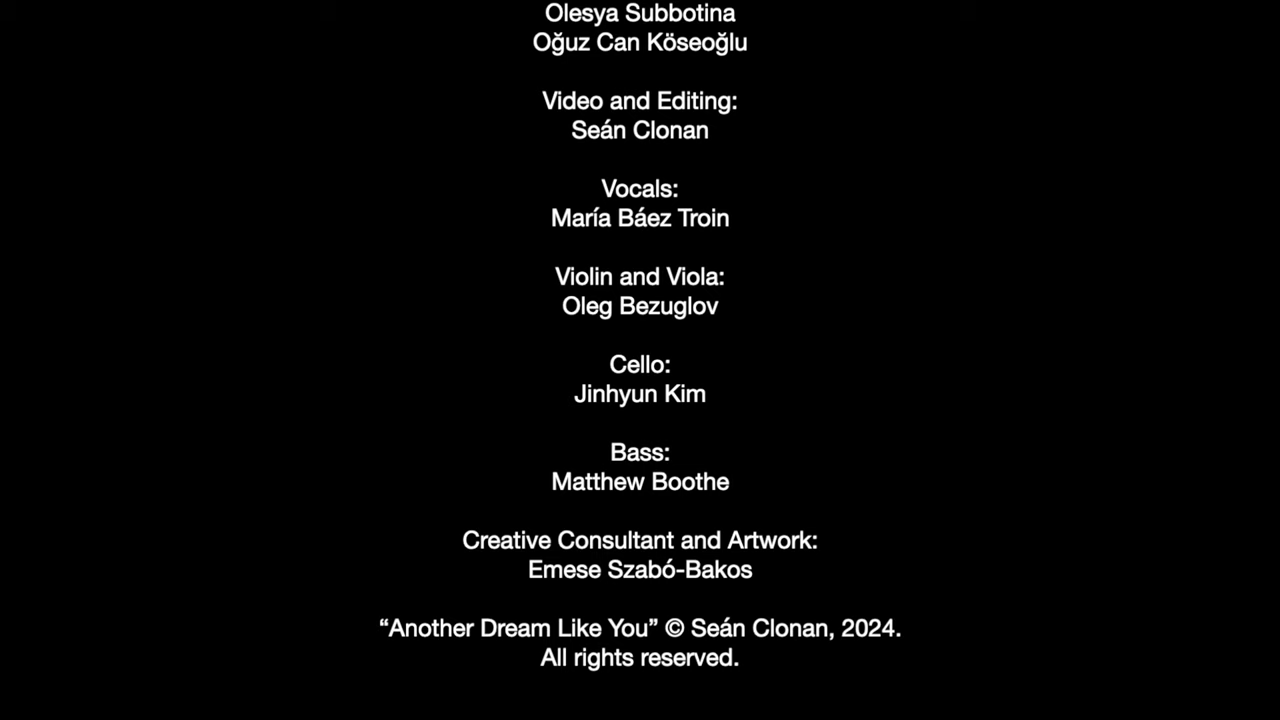 Olesya Subbotina
Oğuz Can Köseoğlu
Video and Editing:
Seán Clonan
Vocals:
María Báez Troin
Violin and Viola:
Oleg Bezuglov
Cello:
Jinhyun Kim
Bass:
Matthew Boothe
Creative Consultant and Artwork:
Emese Szabó-Bakos
“Another Dream Like You” © Seán Clonan, 2024.
All rights reserved.